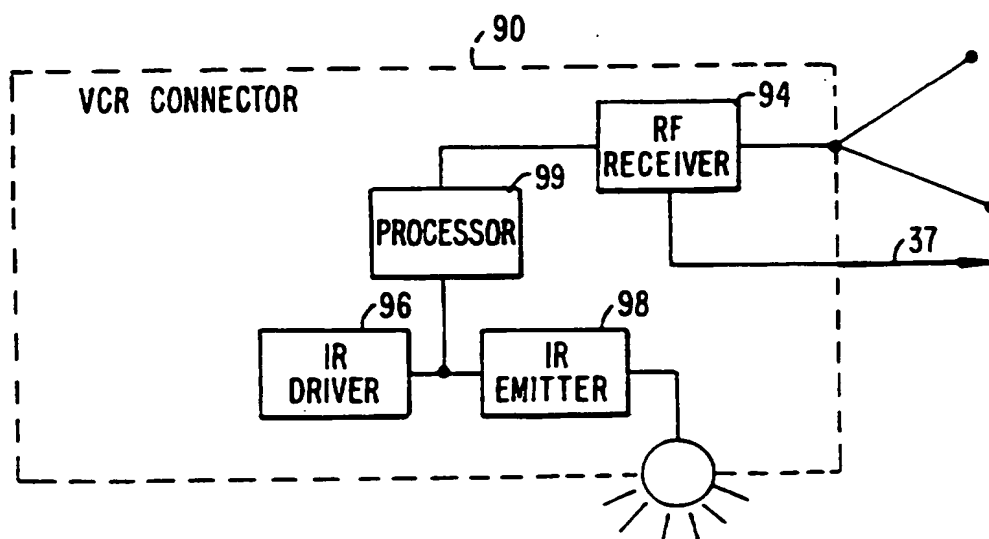 90
VCR CONNECTOR
94
RF
RECEIVER
99
PROCESSOR
37
96
98
IR
DRIVER
IR
EMITTER